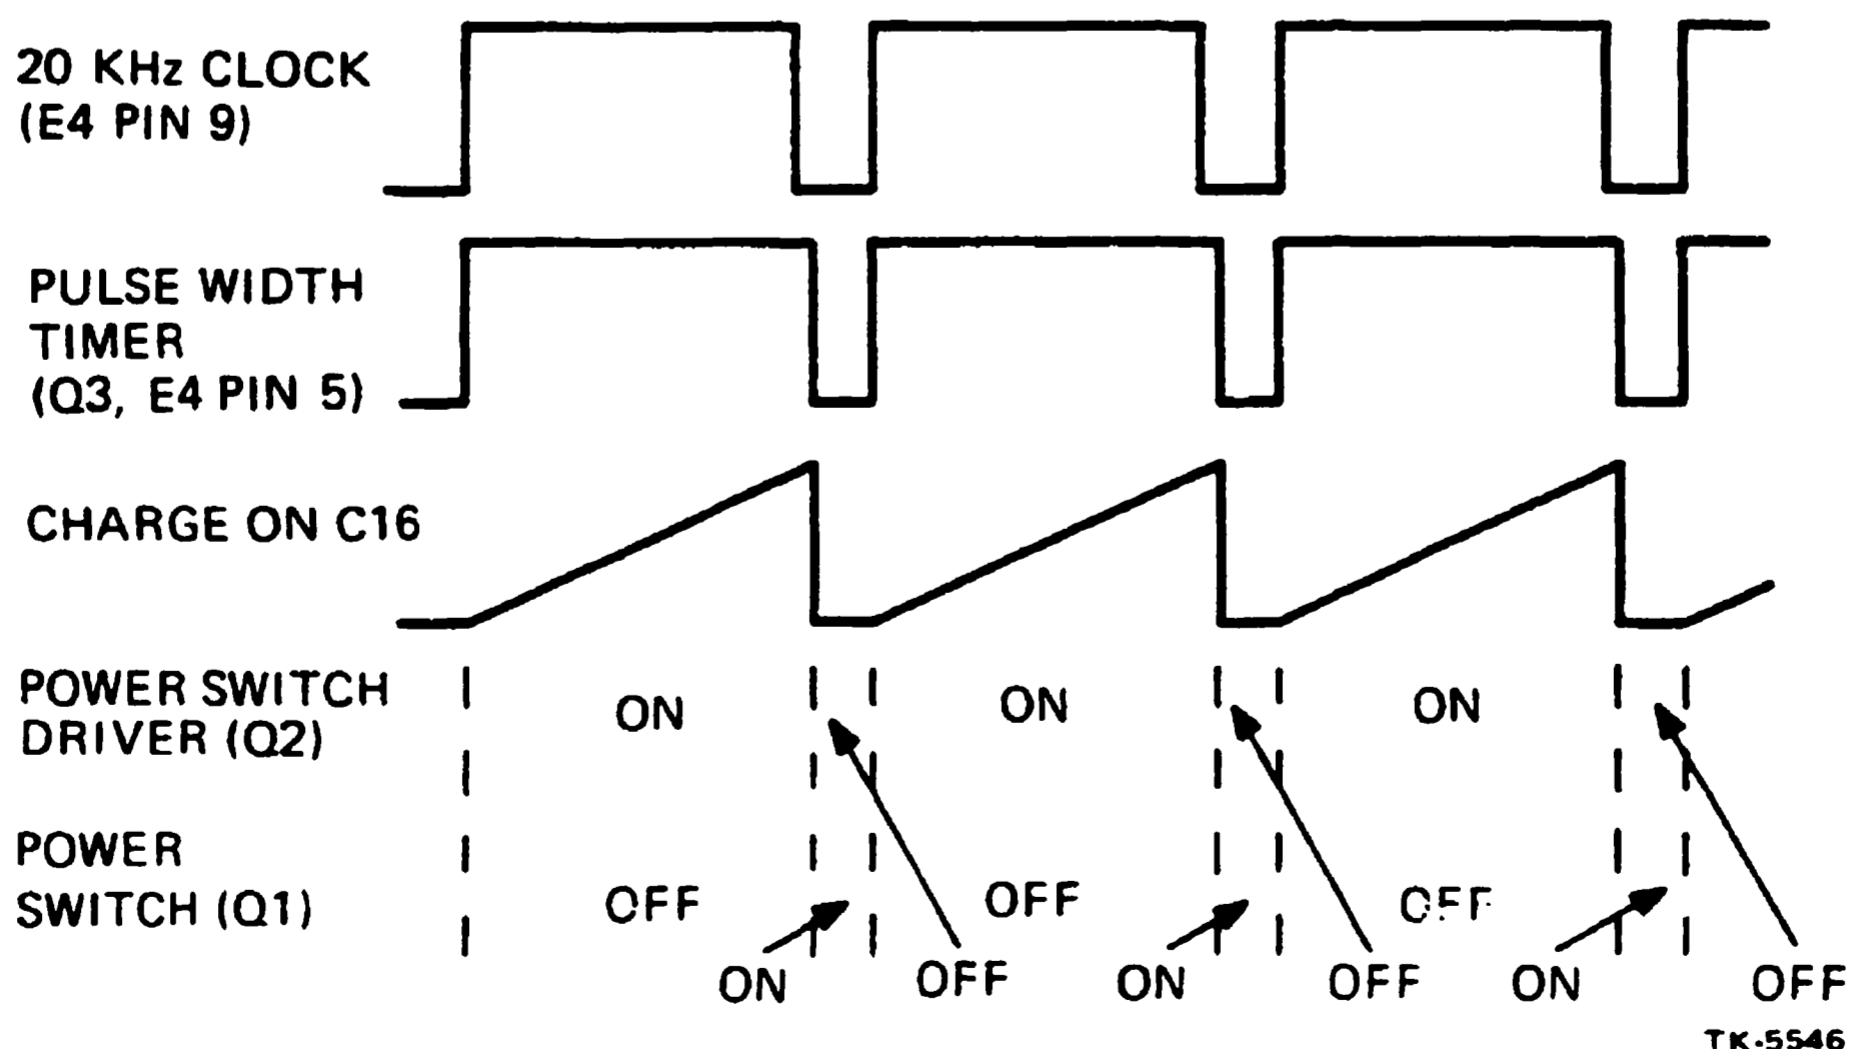 20 KHz CLOCK
(E4 PIN 9)
PULSE WIDTH
TIMER
(Q3, E4 PIN 5)
CHARGE ON C16
POWER SWITCH
DRIVER (Q2)
ON
ON
ON
POWER
SWITCH (Q1)
OFF
OFF
OFF
ON
OFF
ON
OFF
ON
OFF
TK-5546